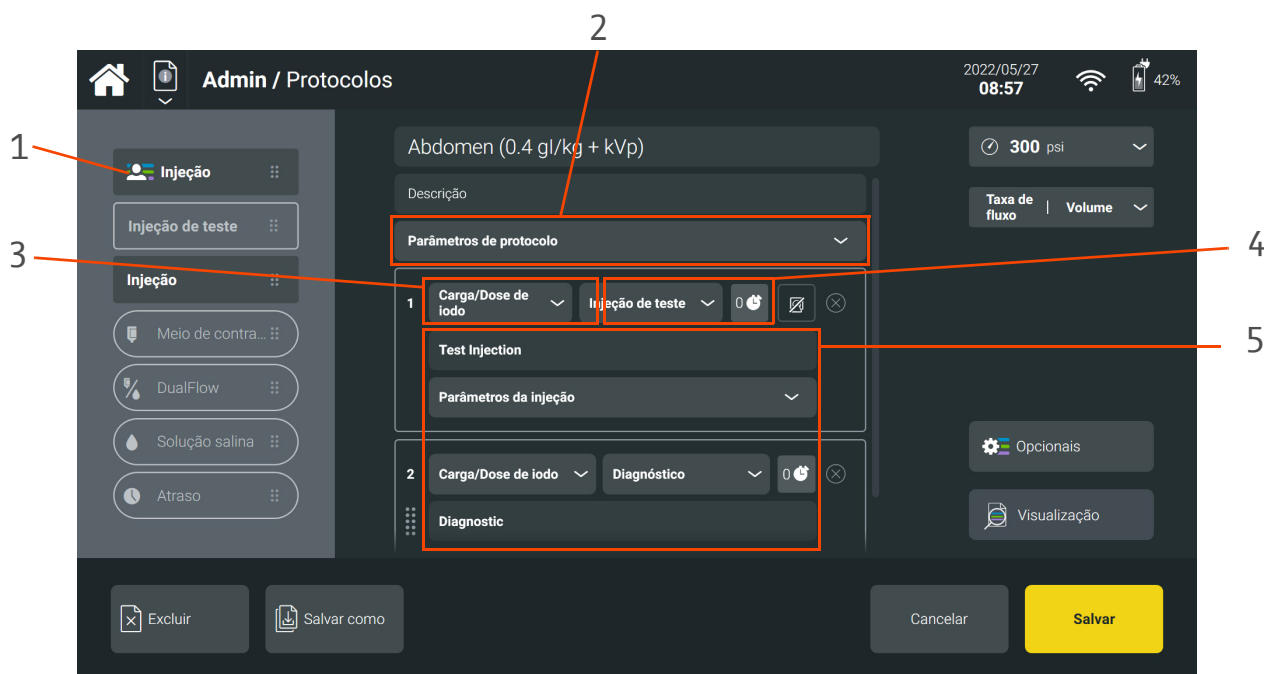 2
Admin / Protocolos
2022/05/27
08:57
42%
1
Injeção
Injeção de teste
3
Injeção
Meio de contra...
DualFlow
Solução salina
Atraso
Abdomen (0.4 gI/kg + kVp)
Descrição
Parâmetros de protocolo
1
Carga/Dose de
iodo
Injeção de teste
0
Test Injection
Parâmetros da injeção
2
Carga/Dose de iodo
Diagnóstico
0
Diagnostic
300 psi
Taxa de
fluxo | Volume
4
5
Opcionais
Visualização
Excluir
Salvar como
Cancelar
Salvar